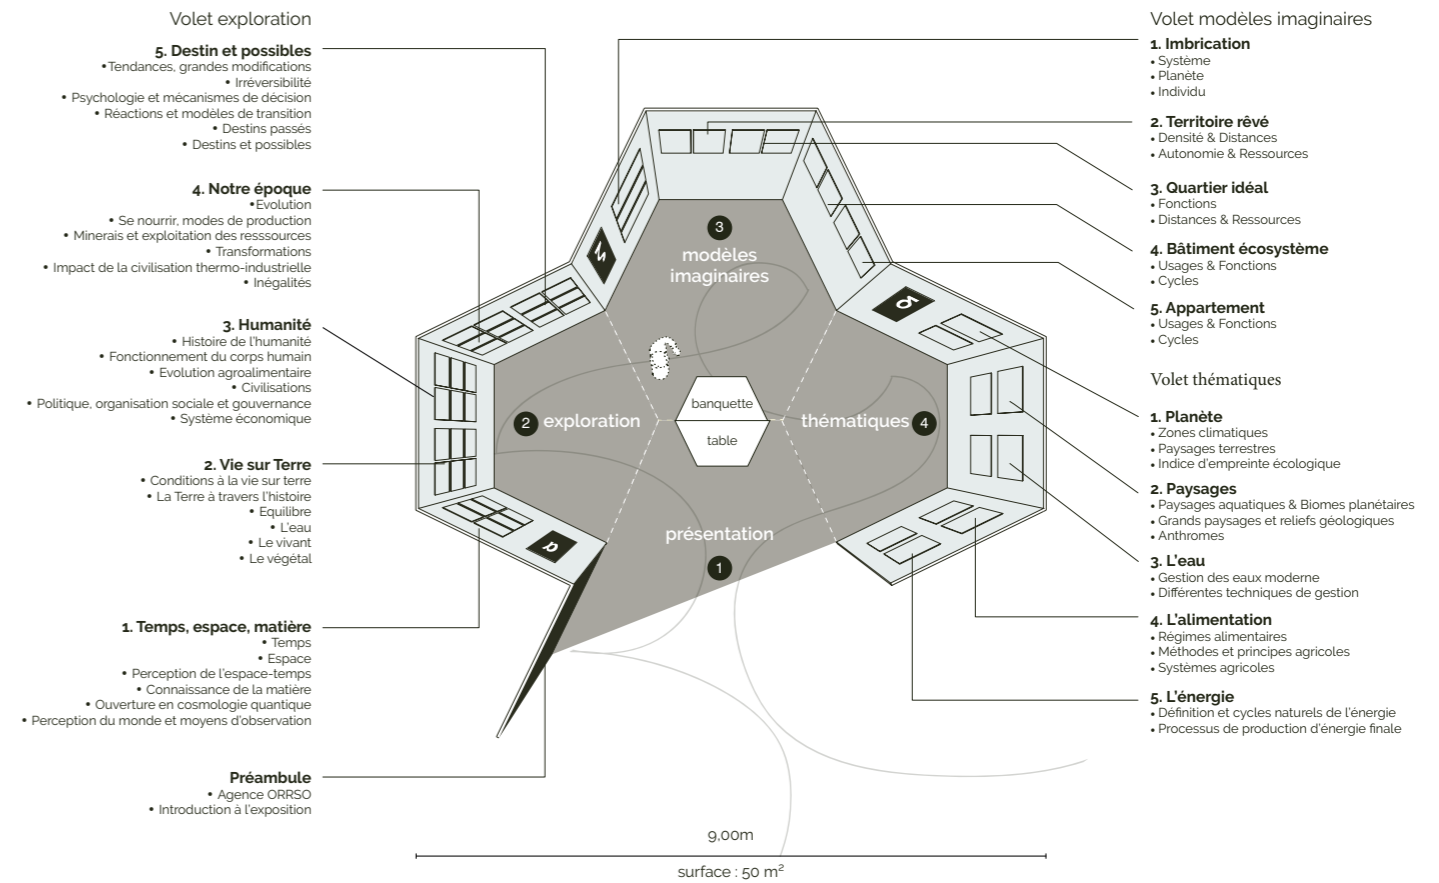 Volet exploration
5. Destin et possibles
•Tendances, grandes modifications
• Irréversibilité
• Psychologie et mécanismes de décision
• Réactions et modèles de transition
• Destins passés
• Destins et possibles
4. Notre époque
•Evolution
• Se nourrir, modes de production
• Minerais et exploitation des resssources
• Transformations
• Impact de la civilisation thermo-industrielle
• Inégalités
3. Humanité
• Histoire de l'humanité
• Fonctionnement du corps humain
• Evolution agroalimentaire
• Civilisations
• Politique, organisation sociale et gouvernance
• Système économique
2. Vie sur Terre
• Conditions à la vie sur terre
• La Terre à travers l'histoire
• Equilibre
• L'eau
• Le vivant
• Le végétal
1. Temps, espace, matière
• Temps
• Espace
• Perception de l'espace-temps
• Connaissance de la matière
• Ouverture en cosmologie quantique
• Perception du monde et moyens d'observation
Préambule
• Agence ORRSO
• Introduction à l'exposition
3
modèles
imaginaires
2 exploration
banquette
table
thématiques 4
présentation
1
9,00m
surface : 50 m²
Volet modèles imaginaires
1. Imbrication
• Système
• Planète
• Individu
2. Territoire rêvé
• Densité & Distances
• Autonomie & Ressources
3. Quartier idéal
• Fonctions
• Distances & Ressources
4. Bâtiment écosystème
• Usages & Fonctions
• Cycles
5. Appartement
• Usages & Fonctions
• Cycles
Volet thématiques
1. Planète
• Zones climatiques
• Paysages terrestres
• Indice d'empreinte écologique
2. Paysages
• Paysages aquatiques & Biomes planétaires
• Grands paysages et reliefs géologiques
• Anthromes
3. L'eau
• Gestion des eaux moderne
• Différentes techniques de gestion
4. L'alimentation
• Régimes alimentaires
• Méthodes et principes agricoles
• Systèmes agricoles
5. L'énergie
• Définition et cycles naturels de l'énergie
• Processus de production d'énergie finale